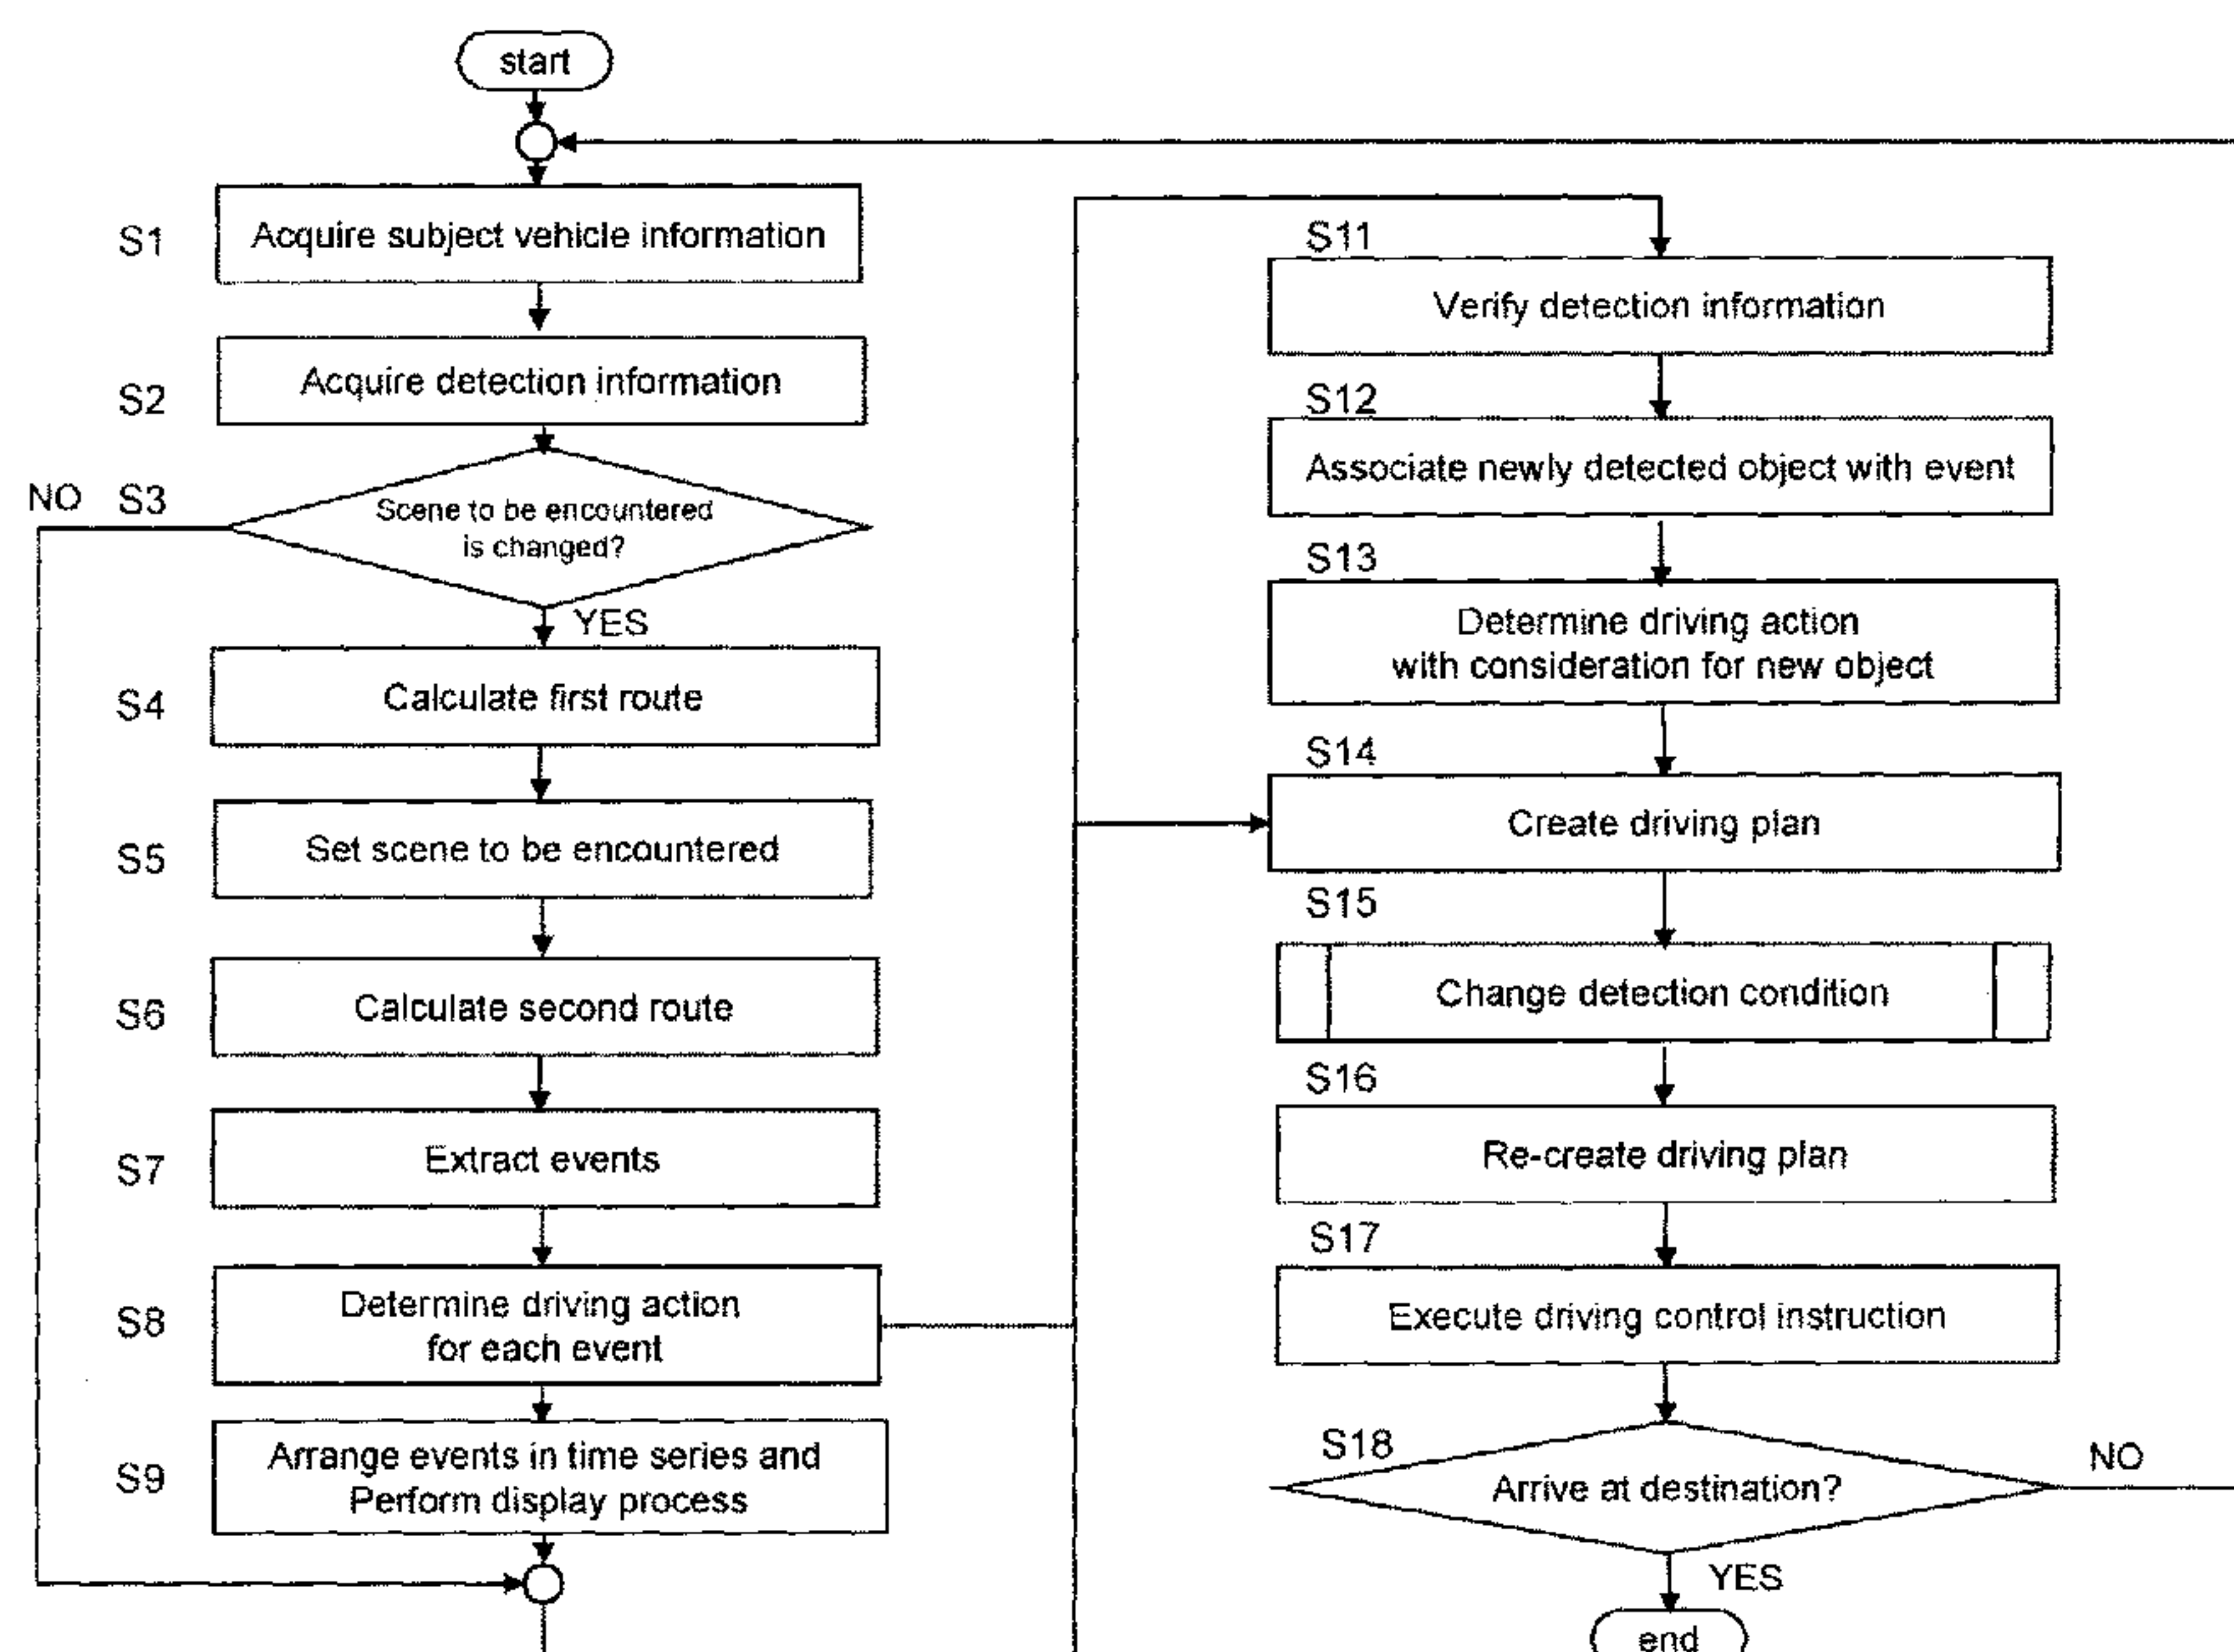 start
S1
Acquire subject vehicle information
S2
Acquire detection information
NO
S3
Scene to be encountered
is changed?
YES
S4
Calculate first route
S5
Set scene to be encountered
S6
Calculate second route
S7
Extract events
S8
Determine driving action
for each event
S9
Arrange events in time series and
Perform display process
S11
Verify detection information
S12
Associate newly detected object with event
S13
Determine driving action
with consideration for new object
S14
Create driving plan
S15
Change detection condition
S16
Re-create driving plan
S17
Execute driving control instruction
S18
Arrive at destination?
NO
YES
end